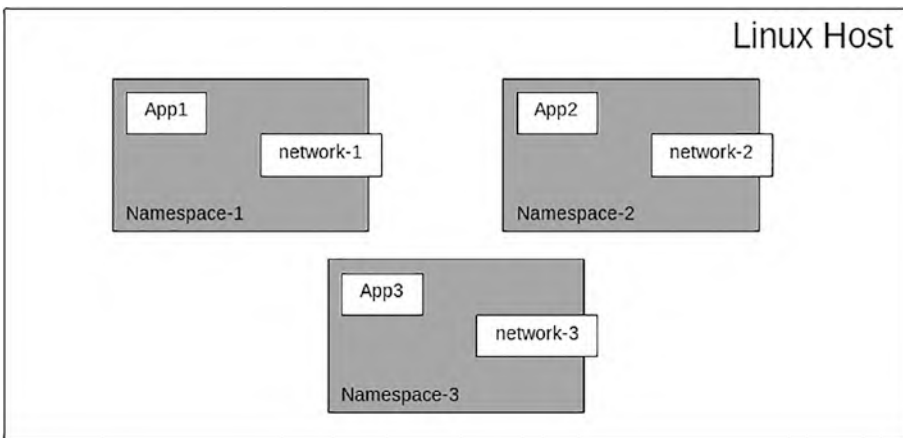 Linux Host
App1
network-1
Namespace-1
App2
network-2
Namespace-2
App3
network-3
Namespace-3